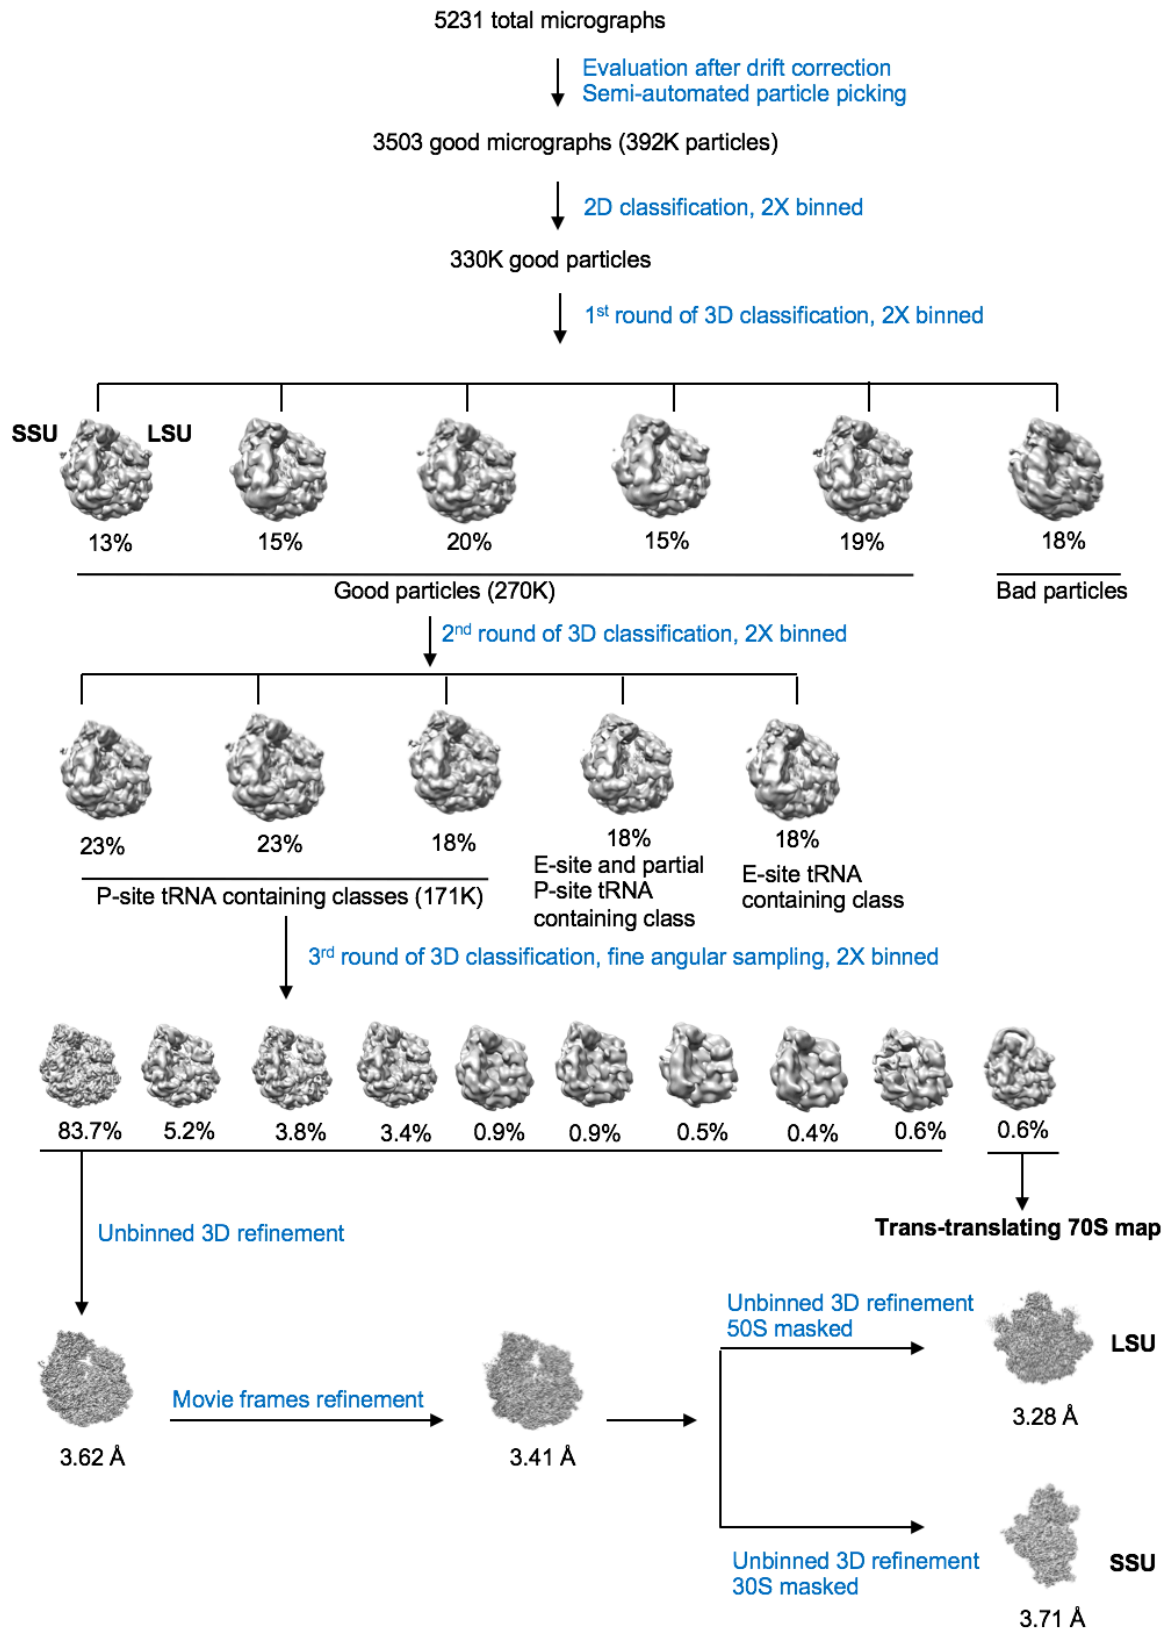 5231 total micrographs
Evaluation after drift correction
Semi-automated particle picking
3503 good micrographs (392K particles)
2D classification, 2X binned
330K good particles
1st round of 3D classification, 2X binned
SSU LSU
13% 15% 20% 15% 19% 18%
Good particles (270K) Bad particles
2nd round of 3D classification, 2X binned
23% 23% 18% 18% 18%
P-site tRNA containing classes (171K)
E-site and partial
P-site tRNA
containing class
E-site tRNA
containing class
3rd round of 3D classification, fine angular sampling, 2X binned
83.7% 5.2% 3.8% 3.4% 0.9% 0.9% 0.5% 0.4% 0.6% 0.6%
Trans-translating 70S map
Unbinned 3D refinement
3.62 Å
Movie frames refinement
3.41 Å
Unbinned 3D refinement
50S masked
LSU
3.28 Å
Unbinned 3D refinement
30S masked
SSU
3.71 Å